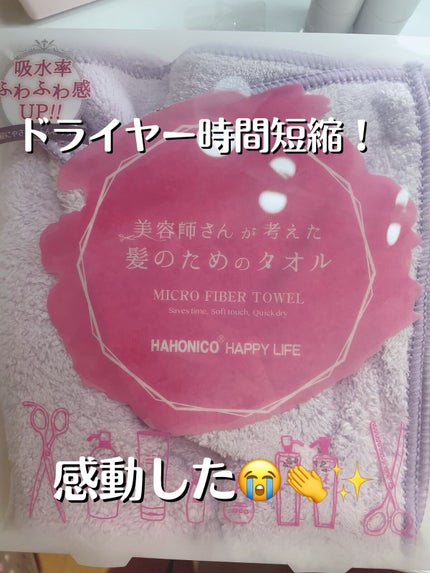 吸水率
ふわふわ感
UP!!
ドライヤー時間短縮！
美容師さんが考えた
髪のためのタオル
MICRO FIBER TOWEL
Saves time, Soft touch, Quick dry
HAHONICO® HAPPY LIFE
感動した😭👏✨